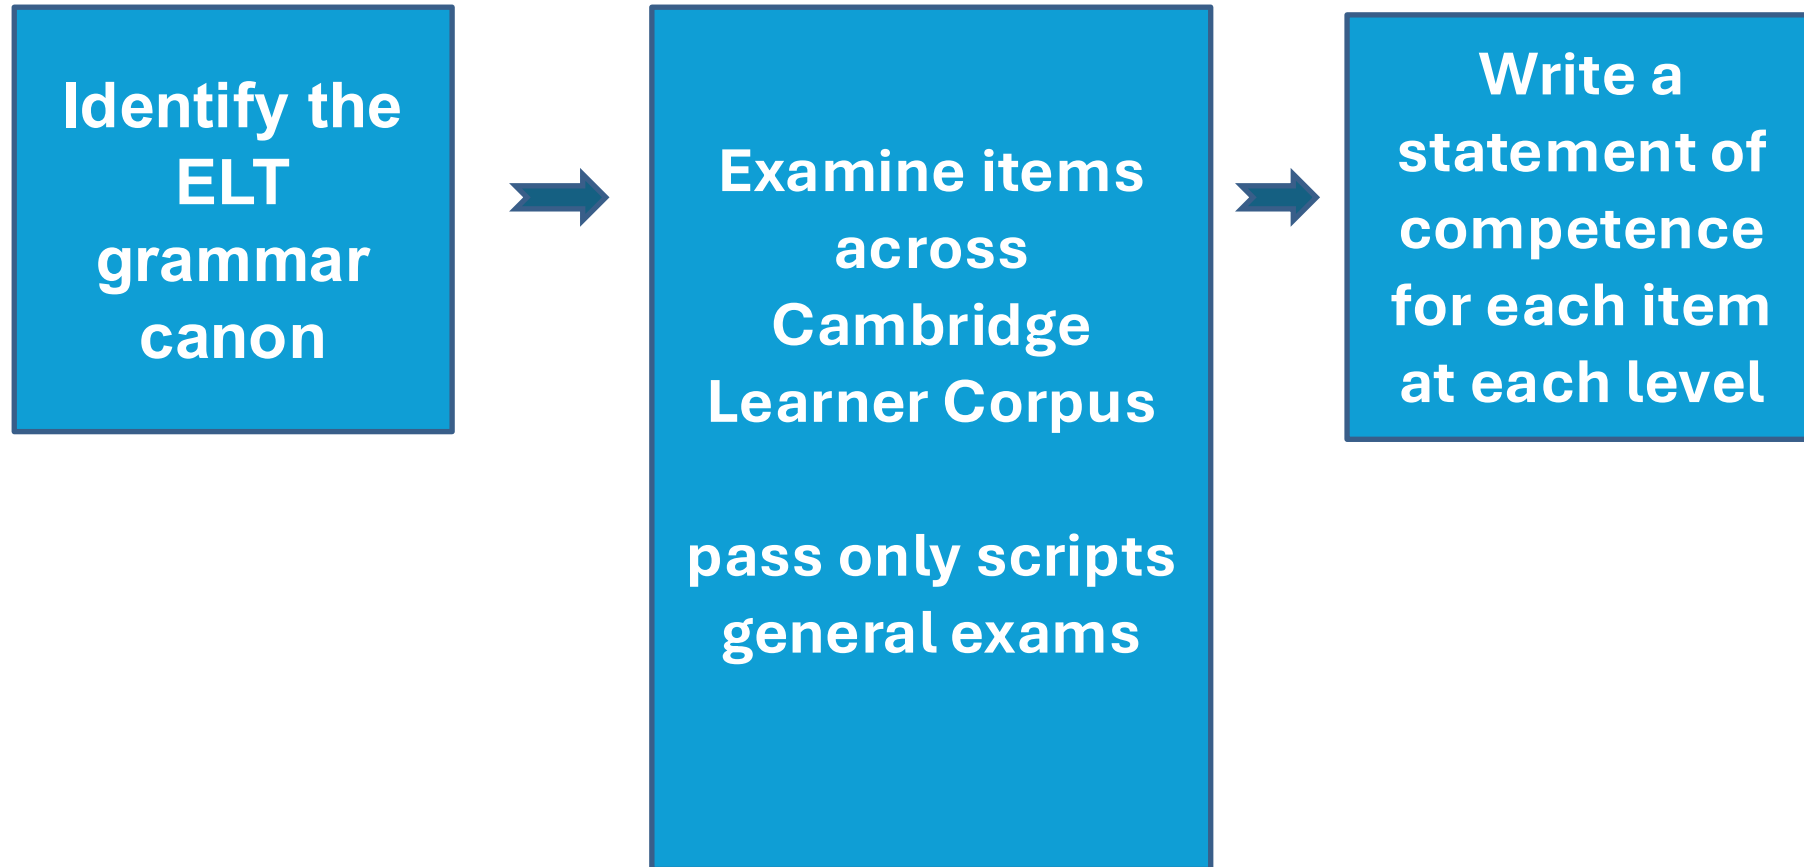 Identify the
ELT
grammar
canon
Examine items
across
Cambridge
Learner Corpus
pass only scripts
general exams
Write a
statement of
competence
for each item
at each level